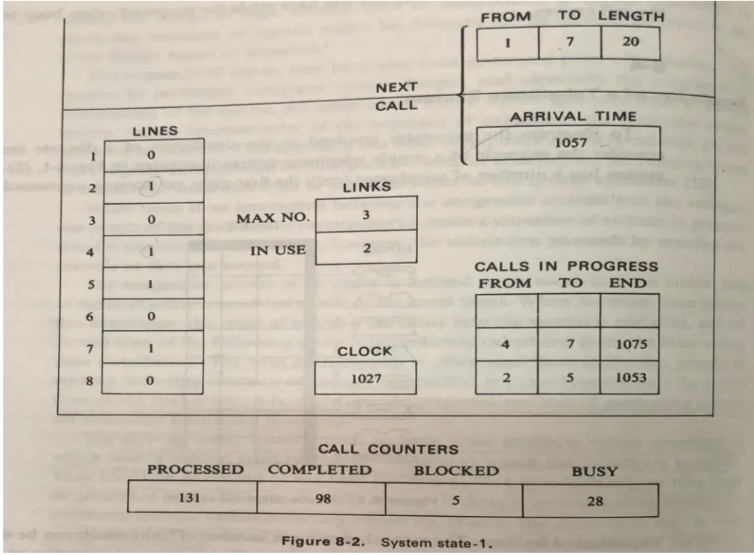 FROM TO LENGTH
1 7 20
NEXT
CALL
ARRIVAL TIME
1057
LINES
1 0
2 1
3 0
4 1
5 1
6 0
7 1
8 0
LINKS
MAX NO. 3
IN USE 2
CLOCK
1027
CALLS IN PROGRESS
FROM TO END
4 7 1075
2 5 1053
CALL COUNTERS
PROCESSED COMPLETED BLOCKED BUSY
131 98 5 28
Figure 8-2. System state-1.